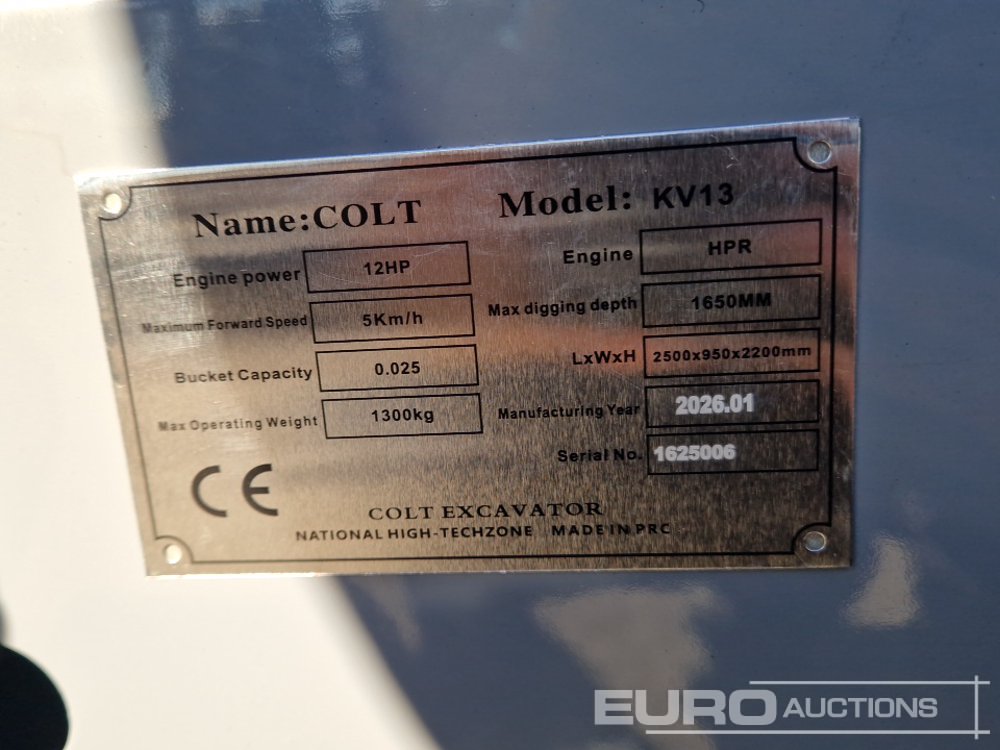 Name:COLT Model: KV13
Engine power 12HP Engine HPR
Maximum Forward Speed 5Km/h Max digging depth 1650MM
Bucket Capacity 0.025 LxWxH 2500x950x2200mm
Max Operating Weight 1300kg Manufacturing Year 2026.01
Serial No. 1625006
CE
COLT EXCAVATOR
NATIONAL HIGH-TECHZONE MADE IN PRC
EURO AUCTIONS